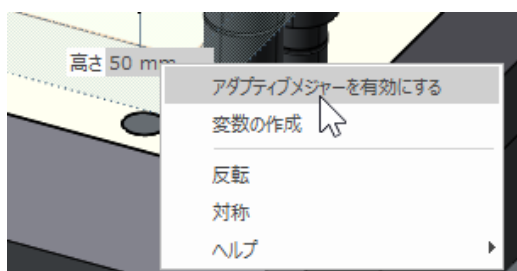 高さ 50 mm
アダプティブメジャーを有効にする
変数の作成
反転
対称
ヘルプ